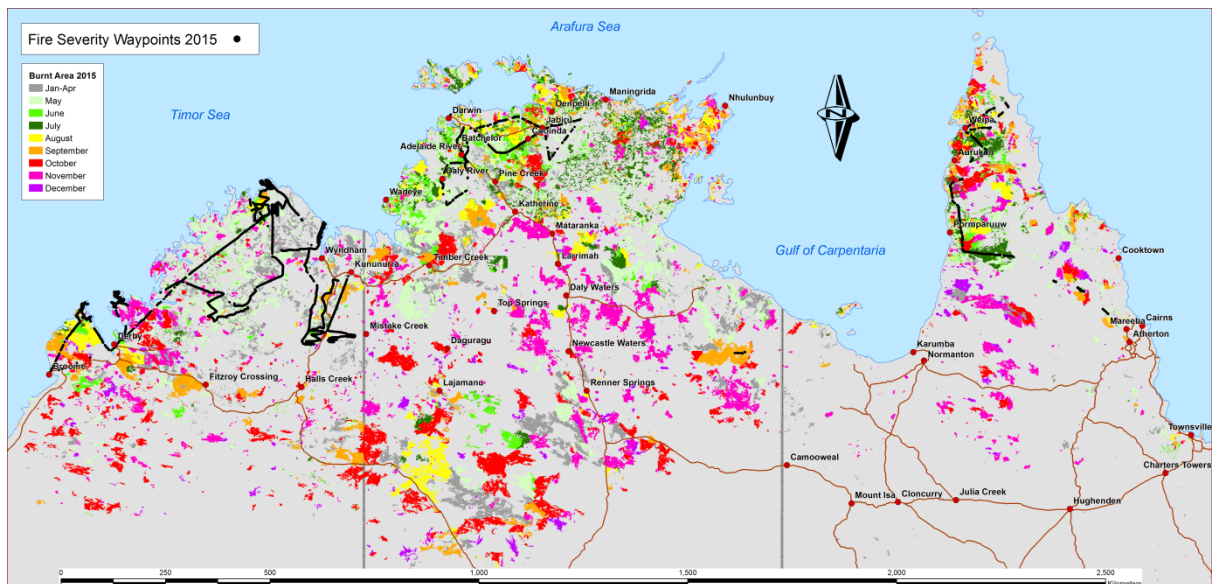 Fire Severity Waypoints 2015
Arafura Sea
Burnt Area 2015
Jan-Apr
May
June
July
August
September
October
November
December
Timor Sea
Gulf of Carpentaria
N
Darwin
Oenpelli
Maningrida
Nhulunbuy
Jabiru
Cooinda
Batchelor
Adelaide River
Daly River
Pine Creek
Wadeye
Katherine
Mataranka
Wyndham
Kununurra
Timber Creek
Larrimah
Daly Waters
Top Springs
Mistake Creek
Daguragu
Newcastle Waters
Derby
Broome
Fitzroy Crossing
Halls Creek
Lajamanu
Renner Springs
Weipa
Aurukun
Pormparuuw
Cooktown
Cairns
Mareeba
Atherton
Karumba
Normanton
Townsville
Charters Towers
Camooweal
Mount Isa
Cloncurry
Julia Creek
Hughenden
0
250
500
1,000
1,500
2,000
2,500
Kilometers